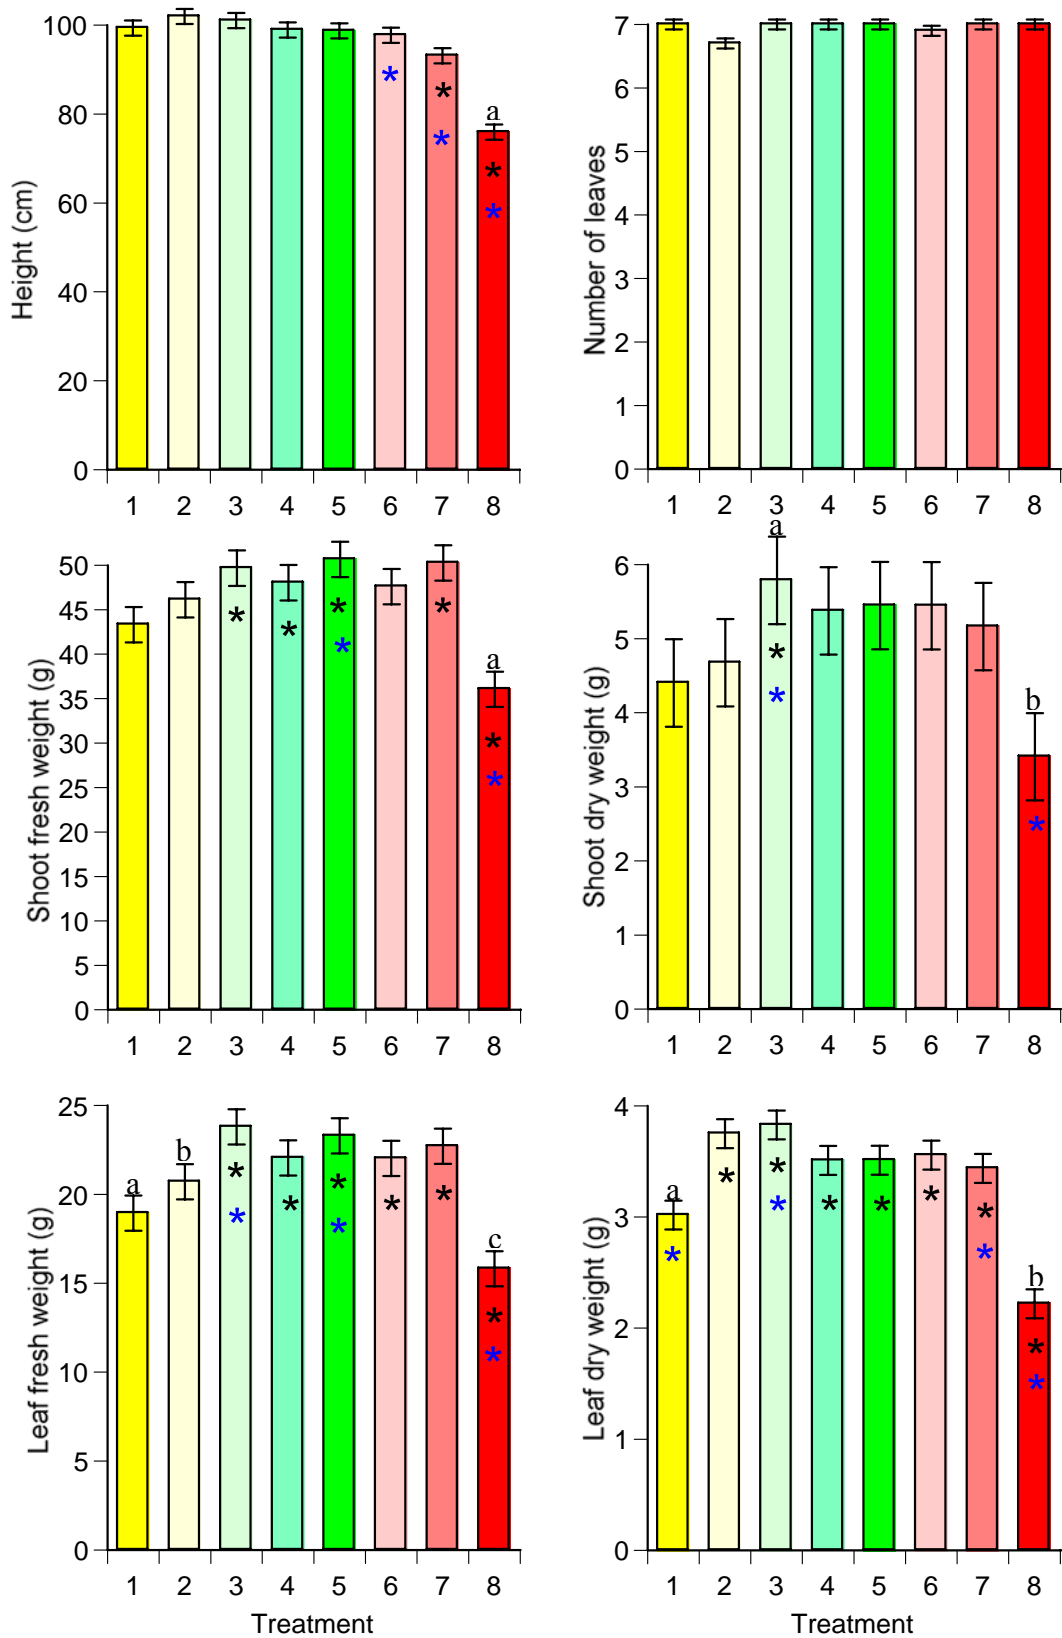 Height (cm)
100
80
60
40
20
0
a
* * * * * *
1 2 3 4 5 6 7 8
Number of leaves
7
6
5
4
3
2
1
0
1 2 3 4 5 6 7 8
Shoot fresh weight (g)
50
45
40
35
30
25
20
15
10
5
0
a
* * * * * * *
1 2 3 4 5 6 7 8
Shoot dry weight (g)
6
5
4
3
2
1
0
a b
* * *
1 2 3 4 5 6 7 8
Leaf fresh weight (g)
25
20
15
10
5
0
a b c
* * * * * * * * *
1 2 3 4 5 6 7 8
Treatment
Leaf dry weight (g)
4
3
2
1
0
a b
* * * * * * * * * * *
1 2 3 4 5 6 7 8
Treatment